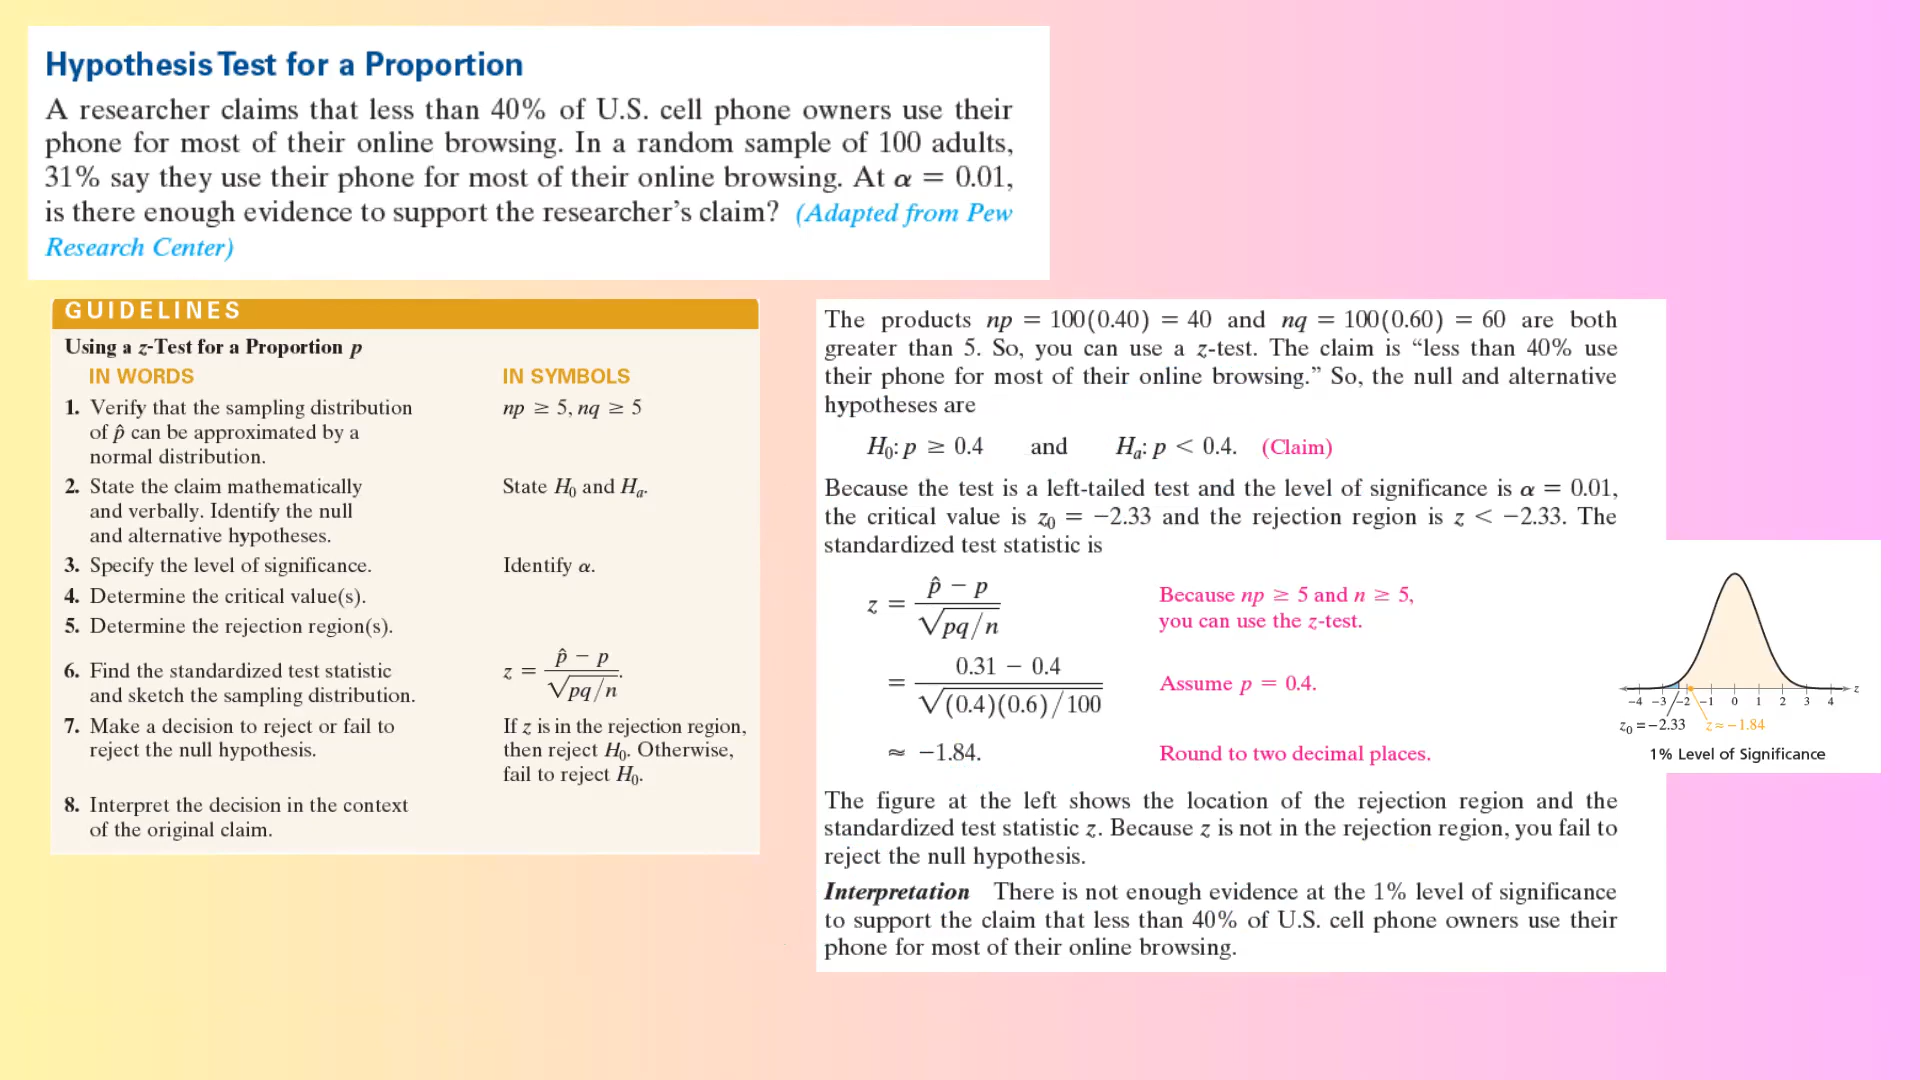 Hypothesis Test for a Proportion
A researcher claims that less than 40% of U.S. cell phone owners use their
phone for most of their online browsing. In a random sample of 100 adults,
31% say they use their phone for most of their online browsing. At α = 0.01,
is there enough evidence to support the researcher's claim? (Adapted from Pew
Research Center)
GUIDELINES
Using a z-Test for a Proportion p
IN WORDS IN SYMBOLS
1. Verify that the sampling distribution np ≥ 5, nq ≥ 5
of p̂ can be approximated by a
normal distribution.
2. State the claim mathematically State H₀ and Hₐ.
and verbally. Identify the null
and alternative hypotheses.
3. Specify the level of significance. Identify α.
4. Determine the critical value(s).
5. Determine the rejection region(s).
6. Find the standardized test statistic z = (p̂ − p)/√(pq/n).
and sketch the sampling distribution.
7. Make a decision to reject or fail to If z is in the rejection region,
reject the null hypothesis. then reject H₀. Otherwise,
fail to reject H₀.
8. Interpret the decision in the context
of the original claim.
The products np = 100(0.40) = 40 and nq = 100(0.60) = 60 are both
greater than 5. So, you can use a z-test. The claim is “less than 40% use
their phone for most of their online browsing.” So, the null and alternative
hypotheses are
H₀: p ≥ 0.4 and Hₐ: p < 0.4. (Claim)
Because the test is a left-tailed test and the level of significance is α = 0.01,
the critical value is z₀ = −2.33 and the rejection region is z < −2.33. The
standardized test statistic is
z = (p̂ − p)/√(pq/n) Because np ≥ 5 and n ≥ 5,
you can use the z-test.
= (0.31 − 0.4)/√((0.4)(0.6)/100) Assume p = 0.4.
≈ −1.84. Round to two decimal places.
The figure at the left shows the location of the rejection region and the
standardized test statistic z. Because z is not in the rejection region, you fail to
reject the null hypothesis.
Interpretation There is not enough evidence at the 1% level of significance
to support the claim that less than 40% of U.S. cell phone owners use their
phone for most of their online browsing.
z
−4 −3 −2 −1 0 1 2 3 4
z₀ = −2.33 z ≈ −1.84
1% Level of Significance